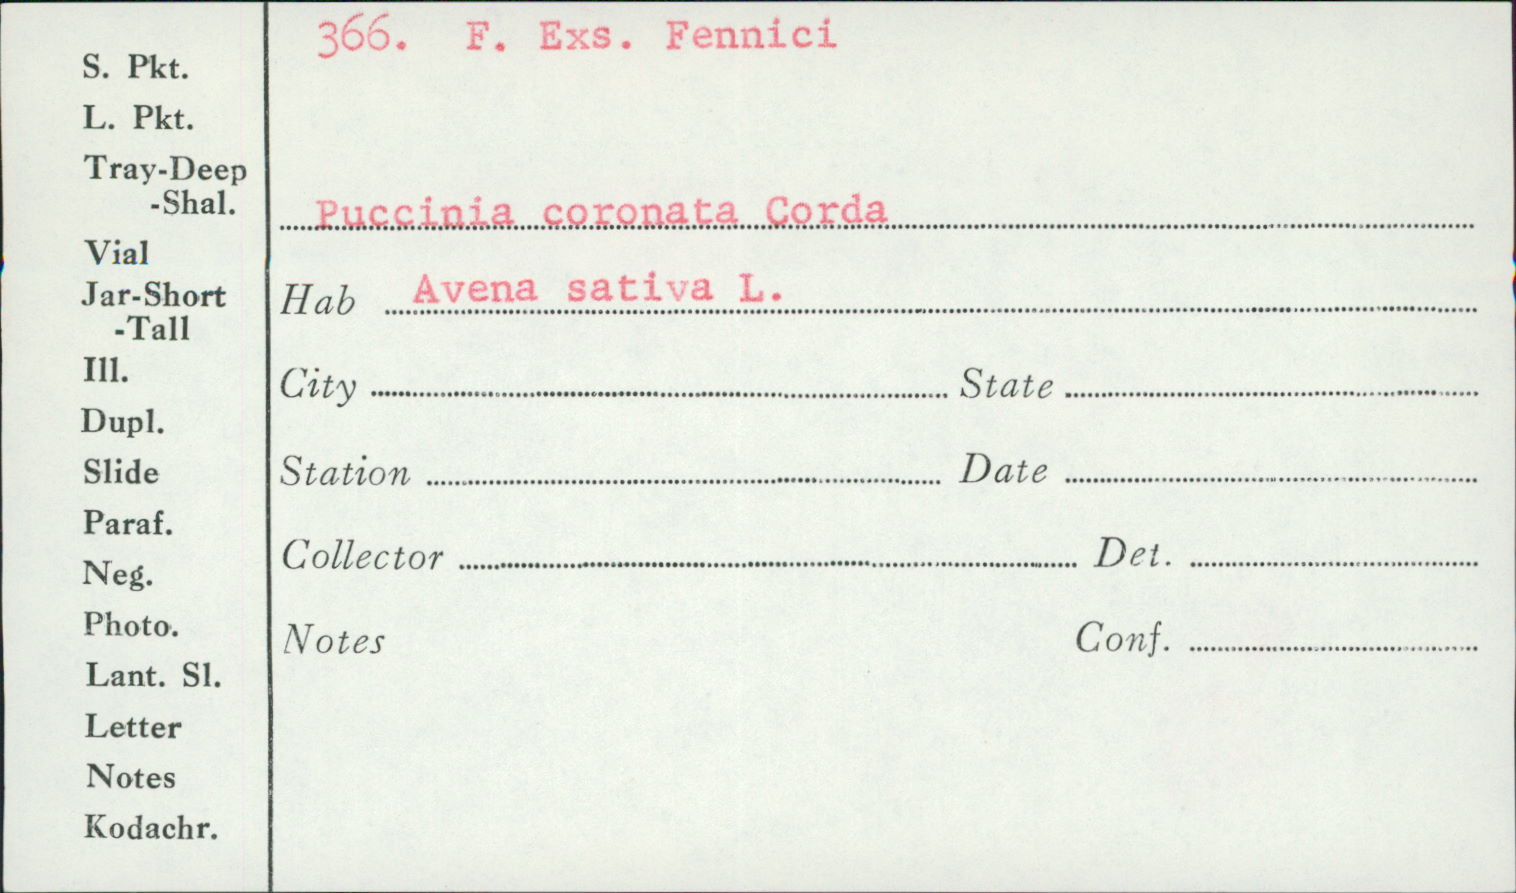 366. F. Exs. Fennici
S. Pkt.
L. Pkt.
Tray-Deep
-Shal.
Puccinia coronata Corda
Vial
Jar-Short
-Tall
Hab Avena sativa L.
Ill.
City State
Dupl.
Slide
Station Date
Paraf.
Collector Det.
Neg.
Photo.
Notes Conf.
Lant. Sl.
Letter
Notes
Kodachr.